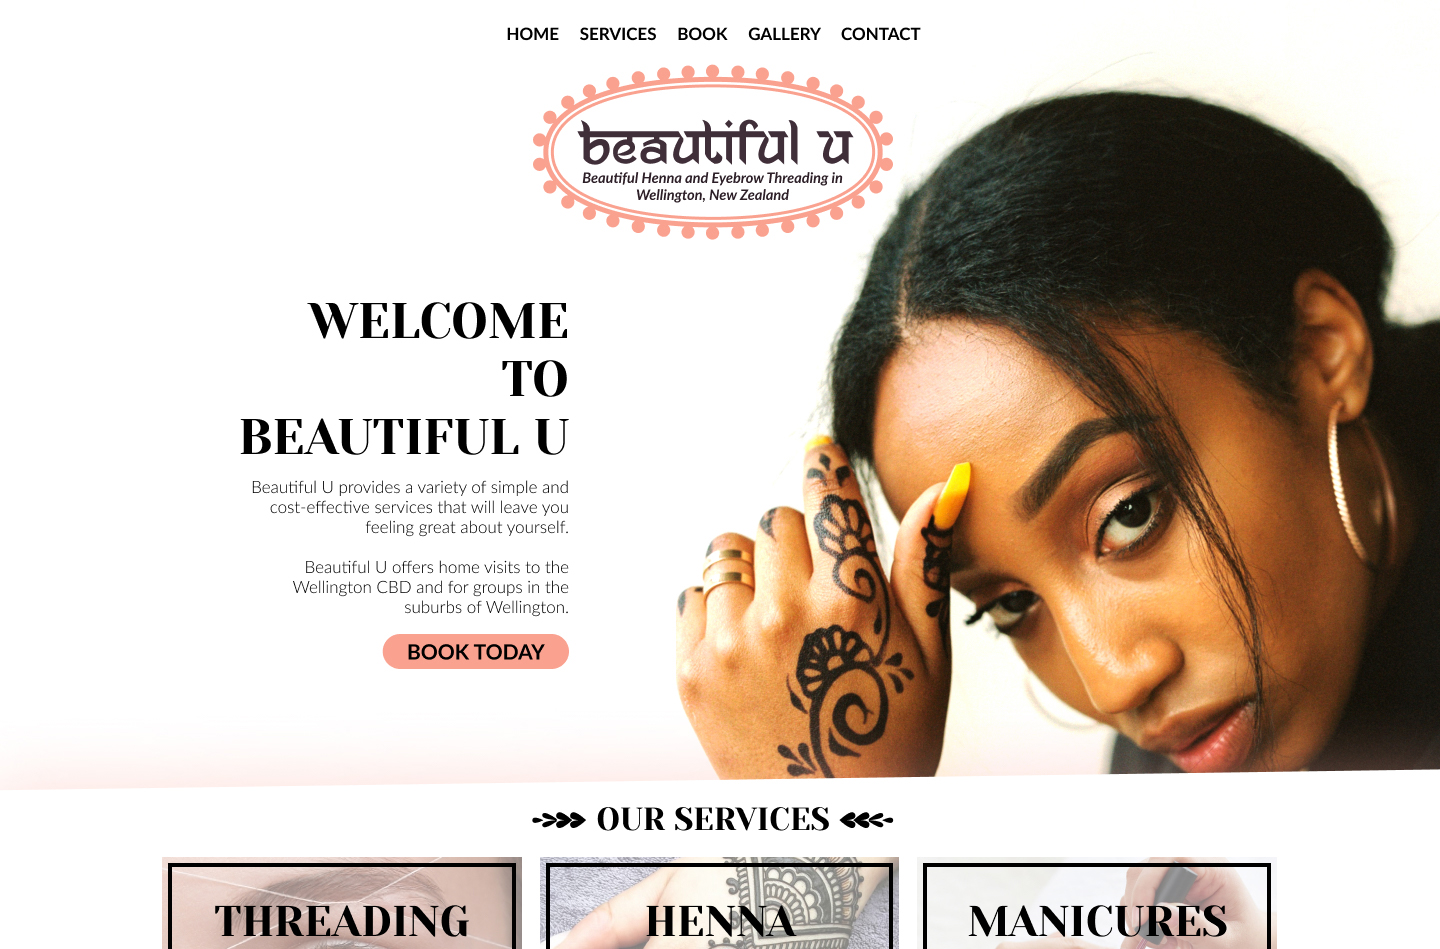 HOME SERVICES BOOK GALLERY CONTACT
beautiful u
Beautiful Henna and Eyebrow Threading in
Wellington, New Zealand
WELCOME
TO
BEAUTIFUL U
Beautiful U provides a variety of simple and
cost-effective services that will leave you
feeling great about yourself.
Beautiful U offers home visits to the
Wellington CBD and for groups in the
suburbs of Wellington.
BOOK TODAY
OUR SERVICES
THREADING
HENNA
MANICURES